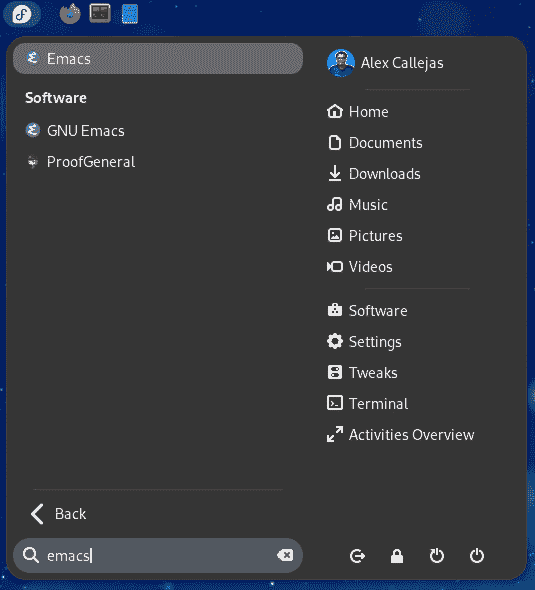 Emacs
Software
GNU Emacs
ProofGeneral
Back
emacs
Alex Callejas
Home
Documents
Downloads
Music
Pictures
Videos
Software
Settings
Tweaks
Terminal
Activities Overview